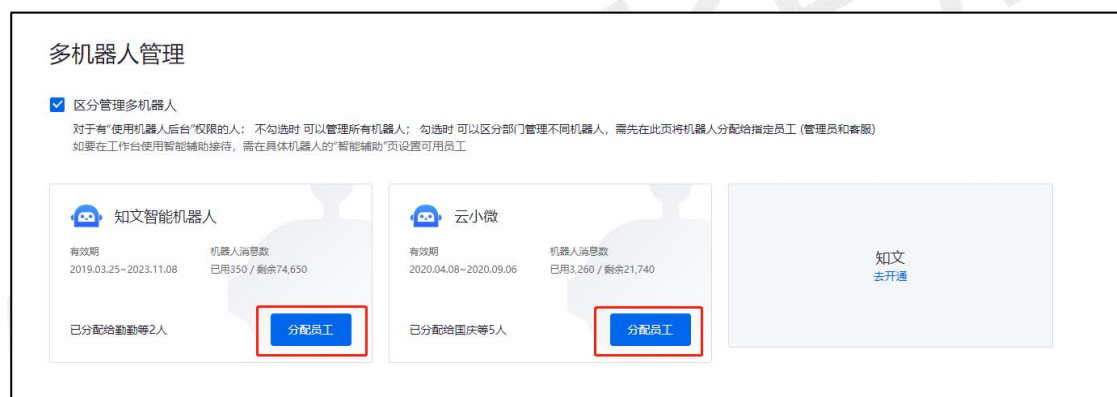 多机器人管理
区分管理多机器人
对于有"使用机器人后台"权限的人： 不勾选时 可以管理所有机器人； 勾选时 可以区分部门管理不同机器人，需先在此页将机器人分配给指定员工 (管理员和客服)
如要在工作台使用智能辅助接待，需在具体机器人的"智能辅助"页设置可用员工
知文智能机器人
有效期
机器人消息数
2019.03.25~2023.11.08
已用350 / 剩余74,650
已分配给勤勤等2人
分配员工
云小微
有效期
机器人消息数
2020.04.08~2020.09.06
已用3,260 / 剩余21,740
已分配给国庆等5人
分配员工
知文
去开通